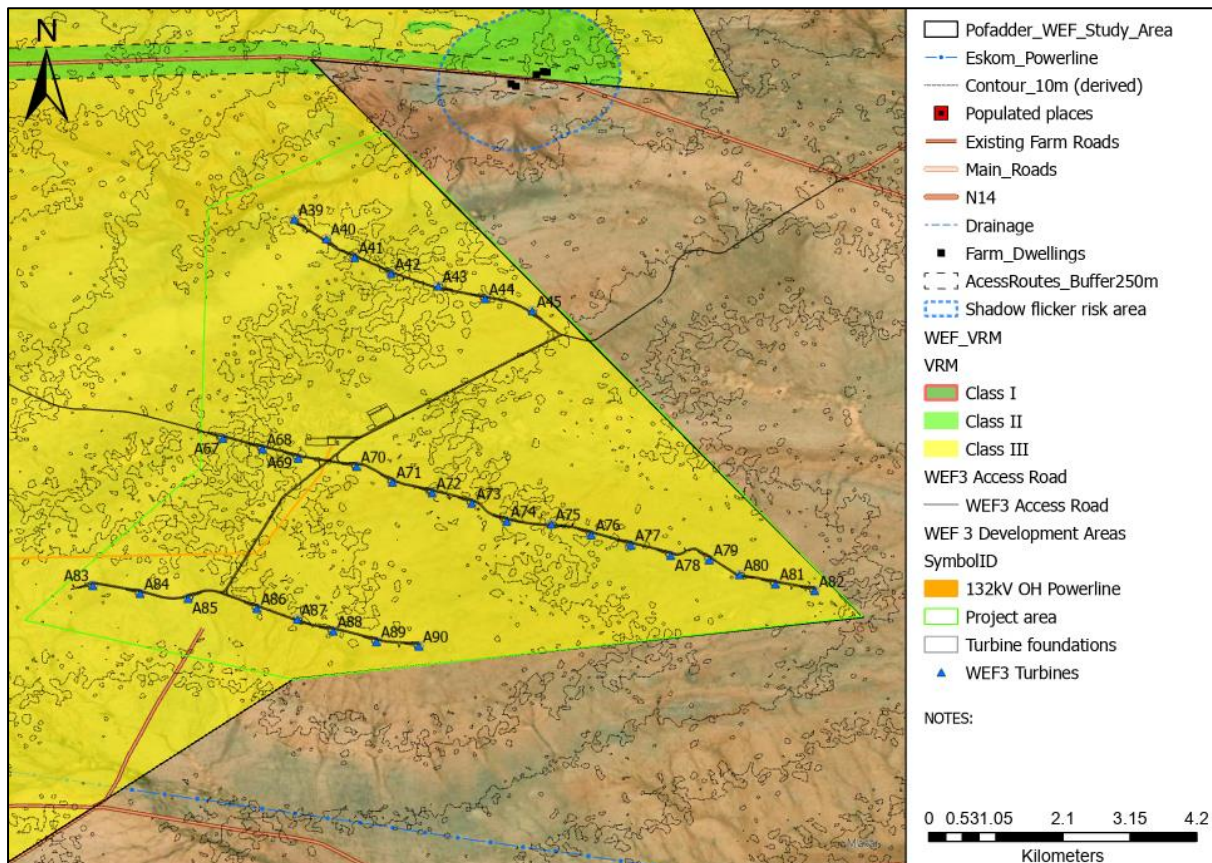 N
A39
A40
A41
A42
A43
A44
A45
A67
A68
A69
A70
A71
A72
A73
A74
A75
A76
A77
A78
A79
A80
A81
A82
A83
A84
A85
A86
A87
A88
A89
A90
Pofadder_WEF_Study_Area
Eskom_Powerline
Contour_10m (derived)
Populated places
Existing Farm Roads
Main_Roads
N14
Drainage
Farm_Dwellings
AcessRoutes_Buffer250m
Shadow flicker risk area
WEF_VRM
VRM
Class I
Class II
Class III
WEF3 Access Road
WEF3 Access Road
WEF 3 Development Areas
SymbolID
132kV OH Powerline
Project area
Turbine foundations
WEF3 Turbines
NOTES:
0 0.531.05 2.1 3.15 4.2
Kilometers